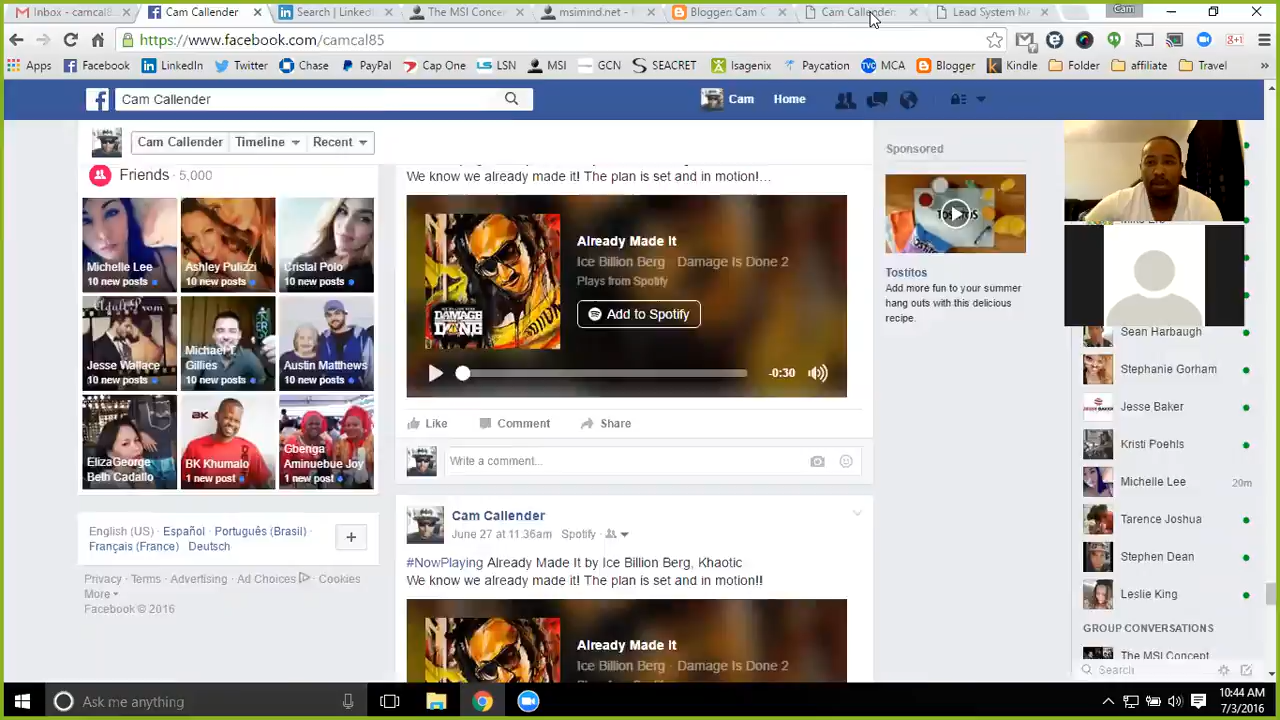 Inbox - camcalb
Cam Callender
Search | LinkedI
The MSI Conce
msimind.net -
Blogger: Cam C
Cam Callender:
Lead System N
Cam
https://www.facebook.com/camcal85
Apps
Facebook
LinkedIn
Twitter
Chase
PayPal
Cap One
LSN
MSI
GCN
SEACRET
Isagenix
Paycation
MCA
Blogger
Kindle
Folder
affiliate
Travel
Cam Callender
Cam
Home
Cam Callender
Timeline
Recent
Friends · 5,000
Michelle Lee
10 new posts
Ashley Pulizzi
10 new posts
Cristal Polo
10 new posts
Jesse Wallace
10 new posts
Michael T.
Gillies
10 new posts
Austin Matthews
10 new posts
ElizaGeorge
Beth Cadallo
BK Khumalo
1 new post
Gbenga
Aminuebue Joy
1 new post
English (US) · Español · Português (Brasil) ·
Français (France) · Deutsch
Privacy · Terms · Advertising · Ad Choices · Cookies
More
Facebook © 2016
We know we already made it! The plan is set and in motion!...
Already Made It
Ice Billion Berg · Damage Is Done 2
Plays from Spotify
Add to Spotify
-0:30
DAMAGE
DONE
Like
Comment
Share
Write a comment...
Cam Callender
June 27 at 11:36am · Spotify ·
#NowPlaying Already Made It by Ice Billion Berg, Khaotic
We know we already made it! The plan is set and in motion!!
Already Made It
Ice Billion Berg · Damage Is Done 2
Sponsored
TOSTITOS
Tostitos
Add more fun to your summer
hang outs with this delicious
recipe.
Sean Harbaugh
Stephanie Gorham
Jesse Baker
Kristi Poehls
Michelle Lee
20m
Tarence Joshua
Stephen Dean
Leslie King
GROUP CONVERSATIONS
The MSI Concept
Search
Ask me anything
10:44 AM
7/3/2016